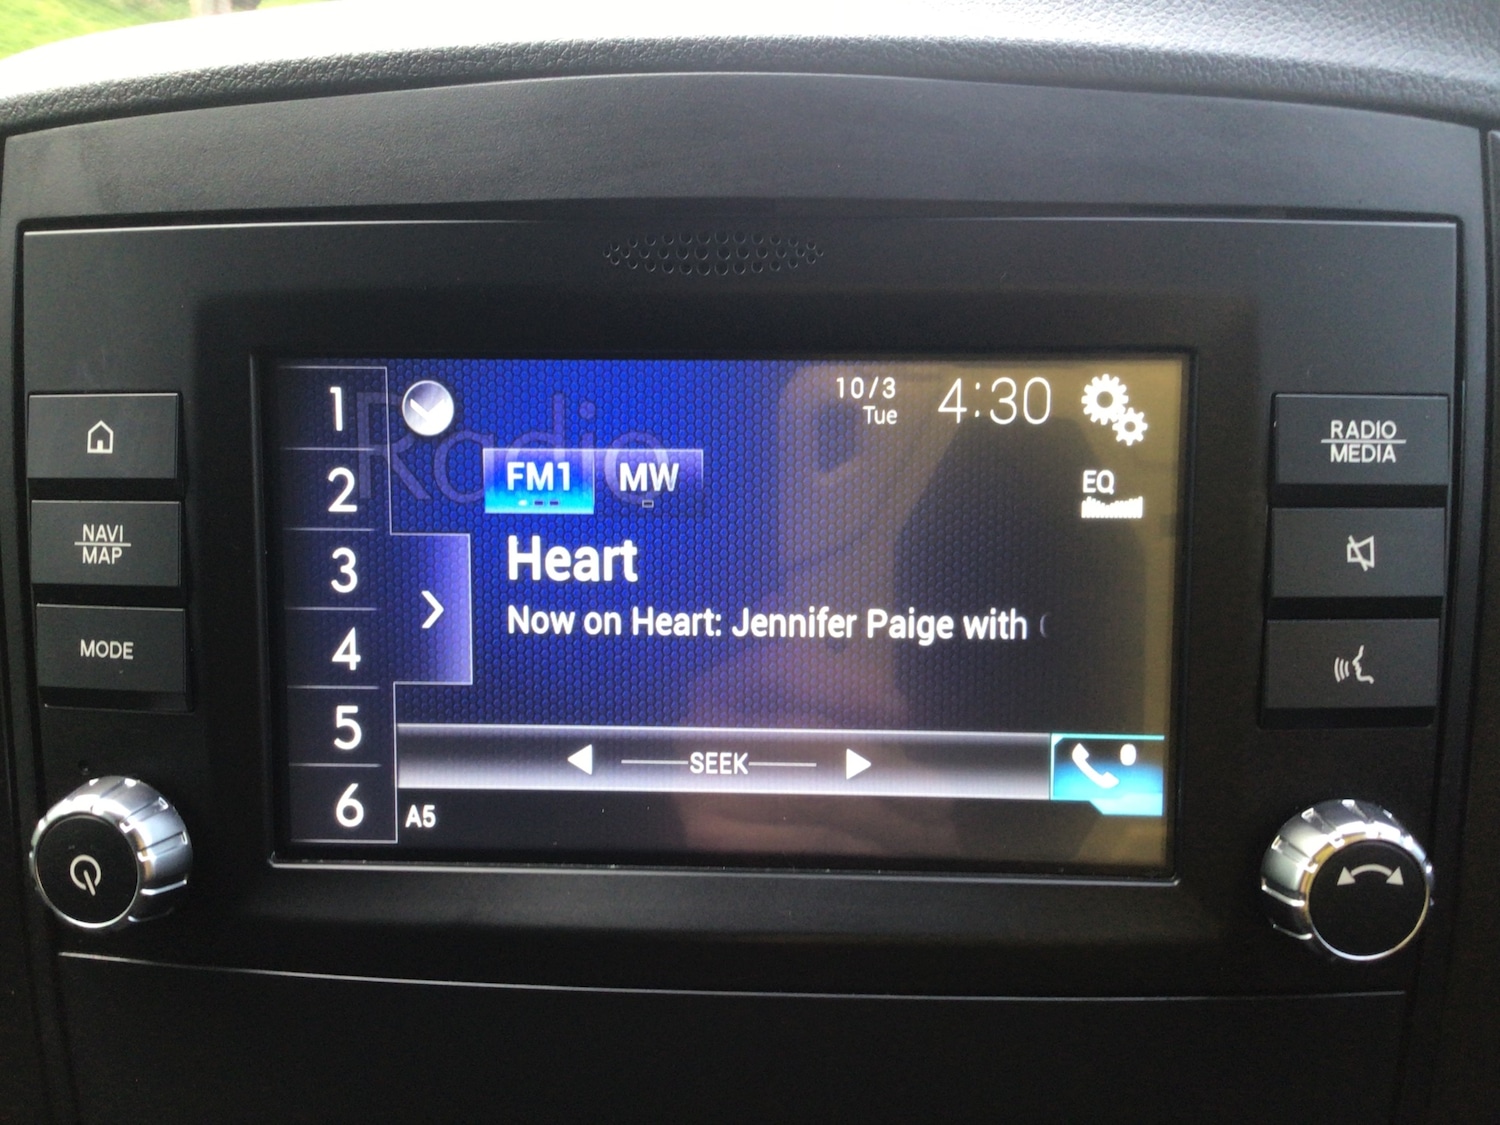 1
2
3
4
5
6
Radio
10/3
Tue
4:30
FM1
MW
EQ
Heart
Now on Heart: Jennifer Paige with
SEEK
A5
NAVI
MAP
MODE
RADIO
MEDIA